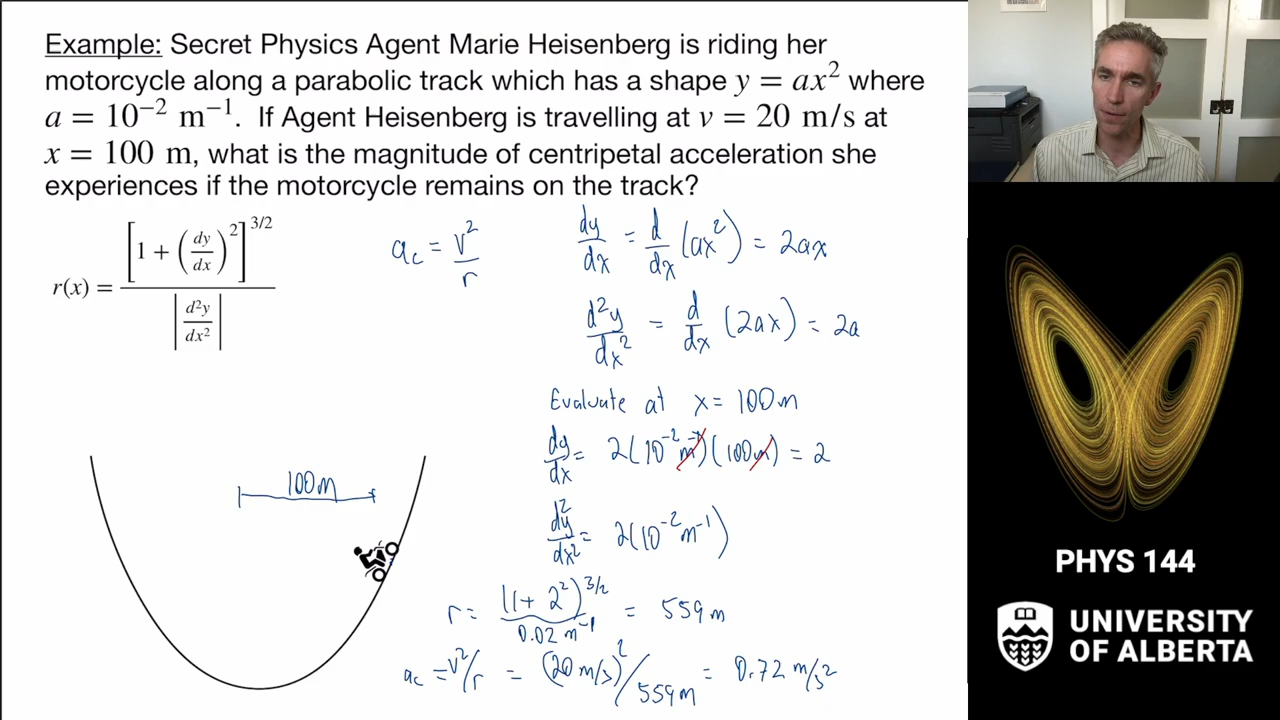 Example: Secret Physics Agent Marie Heisenberg is riding her
motorcycle along a parabolic track which has a shape y = ax² where
a = 10⁻² m⁻¹. If Agent Heisenberg is travelling at v = 20 m/s at
x = 100 m, what is the magnitude of centripetal acceleration she
experiences if the motorcycle remains on the track?
r(x) = [1 + (dy/dx)²]^3/2 / |d²y/dx²|
a_c = v²/r
dy/dx = d/dx (ax²) = 2ax
d²y/dx² = d/dx (2ax) = 2a
Evaluate at x = 100m
dy/dx = 2(10⁻² m⁻¹)(100m) = 2
d²y/dx² = 2(10⁻² m⁻¹)
100m
r = (1 + 2²)^3/2 / 0.02 m⁻¹ = 559 m
a_c = v²/r = (20 m/s)²/559 m = 0.72 m/s²
PHYS 144
UNIVERSITY
OF ALBERTA